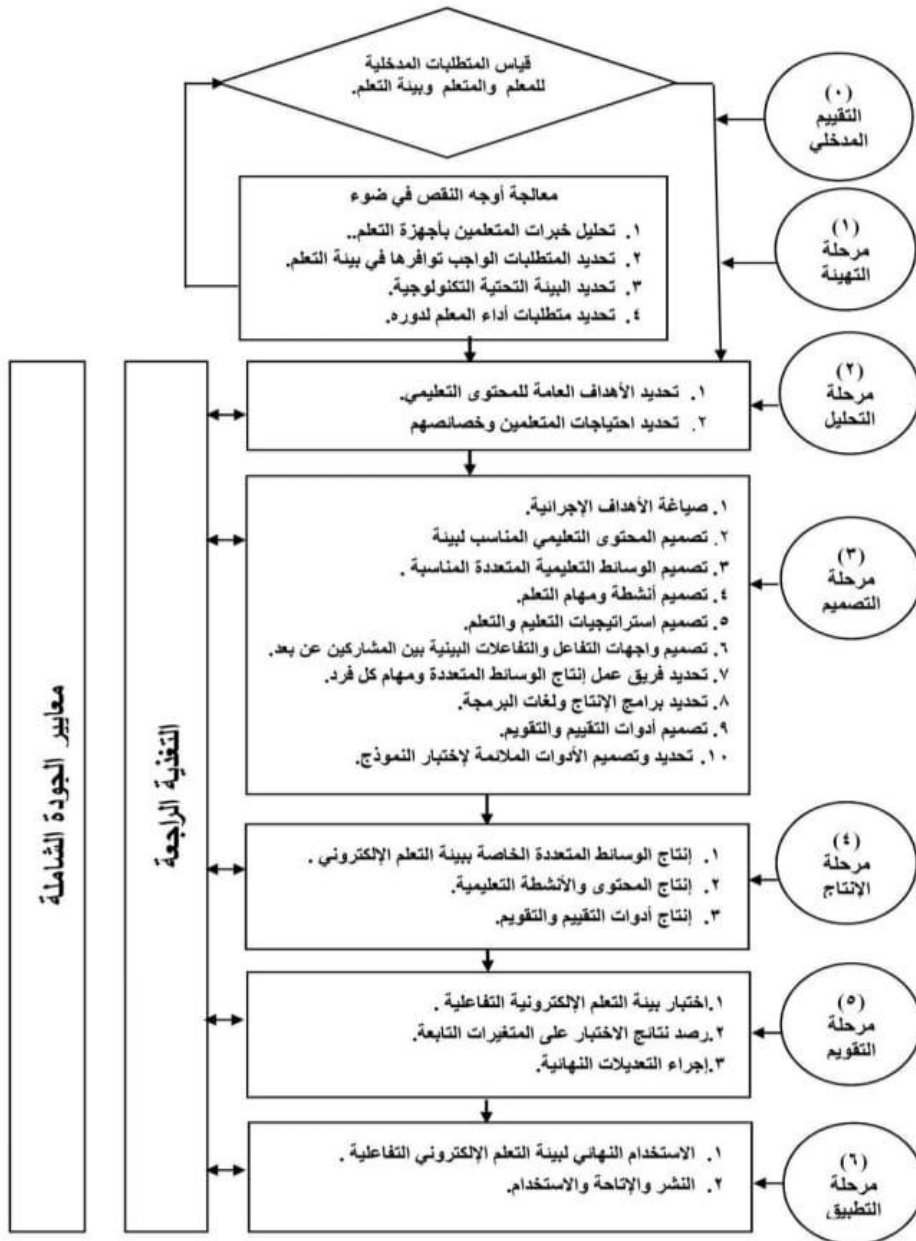 قياس المتطلبات المدخلية
للمعلم والمتعلم وبيئة التعلم.
(٠)
التقييم
المدخلي
معالجة أوجه النقص في ضوء
١. تحليل خبرات المتعلمين بأجهزة التعلم..
٢. تحديد المتطلبات الواجب توافرها في بيئة التعلم.
٣. تحديد البيئة التحتية التكنولوجية.
٤. تحديد متطلبات أداء المعلم لدوره.
(١)
مرحلة
التهيئة
١. تحديد الأهداف العامة للمحتوى التعليمي.
٢. تحديد احتياجات المتعلمين وخصائصهم
(٢)
مرحلة
التحليل
١. صياغة الأهداف الإجرائية.
٢. تصميم المحتوى التعليمي المناسب لبيئة
٣. تصميم الوسائط التعليمية المتعددة المناسبة .
٤. تصميم أنشطة ومهام التعلم.
٥. تصميم استراتيجيات التعليم والتعلم.
٦. تصميم واجهات التفاعل والتفاعلات البينية بين المشاركين عن بعد.
٧. تحديد فريق عمل إنتاج الوسائط المتعددة ومهام كل فرد.
٨. تحديد برامج الإنتاج ولغات البرمجة.
٩. تصميم أدوات التقييم والتقويم.
١٠. تحديد وتصميم الأدوات الملائمة لإختبار النموذج.
(٣)
مرحلة
التصميم
١. إنتاج الوسائط المتعددة الخاصة ببيئة التعلم الإلكتروني .
٢. إنتاج المحتوى والأنشطة التعليمية.
٣. إنتاج أدوات التقييم والتقويم.
(٤)
مرحلة
الإنتاج
١.اختبار بيئة التعلم الإلكترونية التفاعلية .
٢.رصد نتائج الاختبار على المتغيرات التابعة.
٣.إجراء التعديلات النهائية.
(٥)
مرحلة
التقويم
١. الاستخدام النهائي لبيئة التعلم الإلكتروني التفاعلية .
٢. النشر والإتاحة والاستخدام.
(٦)
مرحلة
التطبيق
التغذية الراجعة
معايير الجودة الشاملة